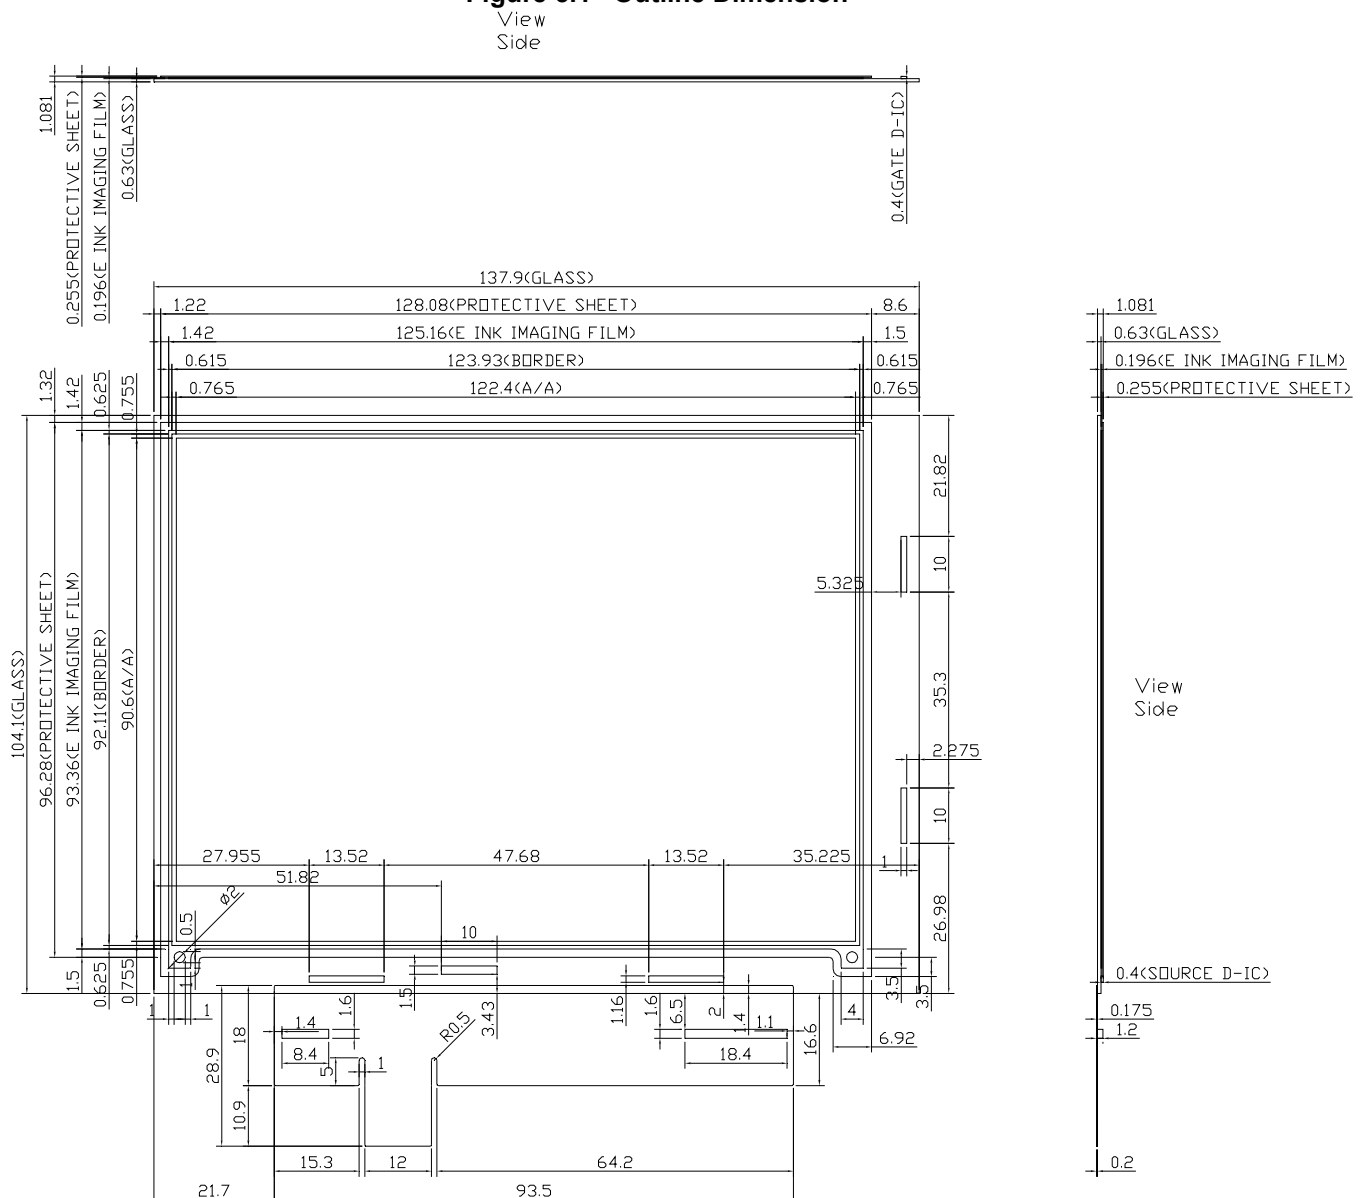 View
Side
1.081
0.255(PROTECTIVE SHEET)
0.196(E INK IMAGING FILM)
0.63(GLASS)
0.4(GATE D-IC)
137.9(GLASS)
1.22
128.08(PROTECTIVE SHEET)
8.6
1.42
125.16(E INK IMAGING FILM)
1.5
0.615
123.93(BORDER)
0.615
0.765
122.4(A/A)
0.765
1.32
1.42
0.625
0.755
1.081
0.63(GLASS)
0.196(E INK IMAGING FILM)
0.255(PROTECTIVE SHEET)
104.1(GLASS)
96.28(PROTECTIVE SHEET)
93.36(E INK IMAGING FILM)
92.11(BORDER)
90.6(A/A)
21.82
10
5.325
35.3
2.275
10
1
26.98
View
Side
27.955
13.52
47.68
13.52
35.225
51.82
ø2
0.5
10
1.5
0.625
0.755
1
1
1
1.6
1.5
3.43
1.16
1.6
6.5
2
1.4
3.5
3.5
4
6.92
16.6
1.4
8.4
18
28.9
5
1
R0.5
1.1
18.4
10.9
15.3
12
64.2
21.7
93.5
0.4(SOURCE D-IC)
0.175
1.2
0.2